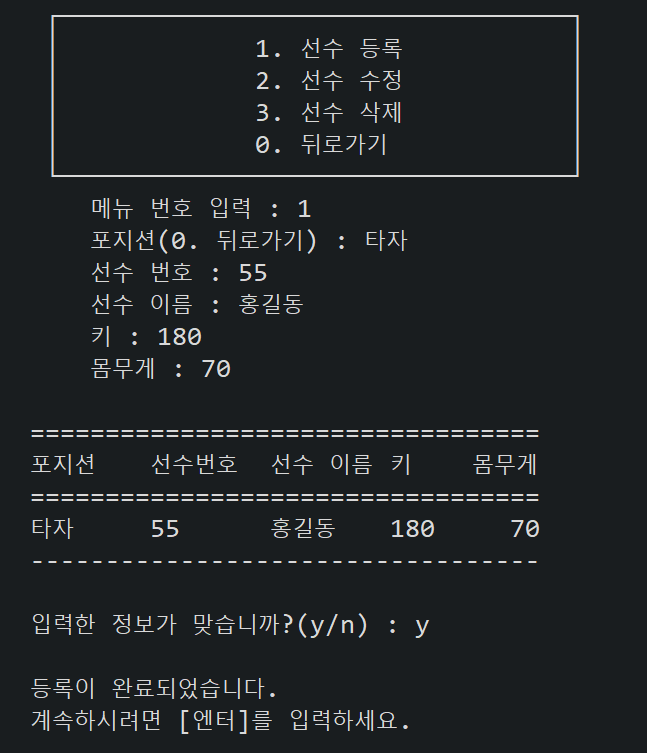 1. 선수 등록
2. 선수 수정
3. 선수 삭제
0. 뒤로가기
메뉴 번호 입력 : 1
포지션(0. 뒤로가기) : 타자
선수 번호 : 55
선수 이름 : 홍길동
키 : 180
몸무게 : 70
==================================
포지션 선수번호 선수 이름 키 몸무게
==================================
타자 55 홍길동 180 70
----------------------------------
입력한 정보가 맞습니까?(y/n) : y
등록이 완료되었습니다.
계속하시려면 [엔터]를 입력하세요.